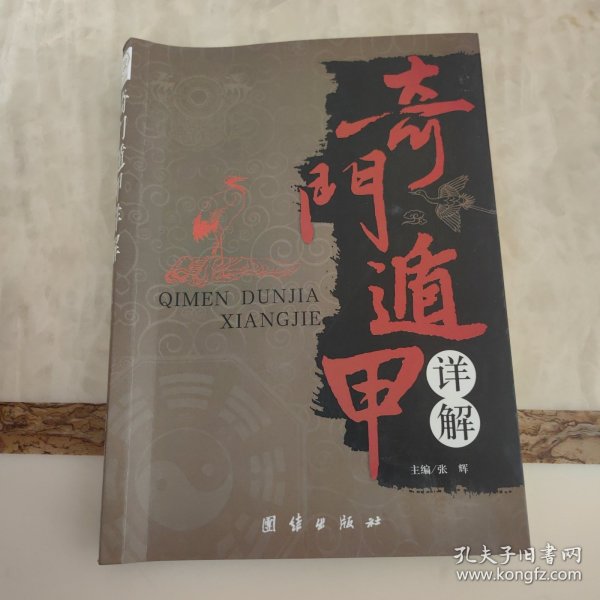 奇門遁甲
详解
QIMEN DUNJIA
XIANGJIE
主编/张 辉
團结出版社
孔夫子旧书网
www.kongfz.com